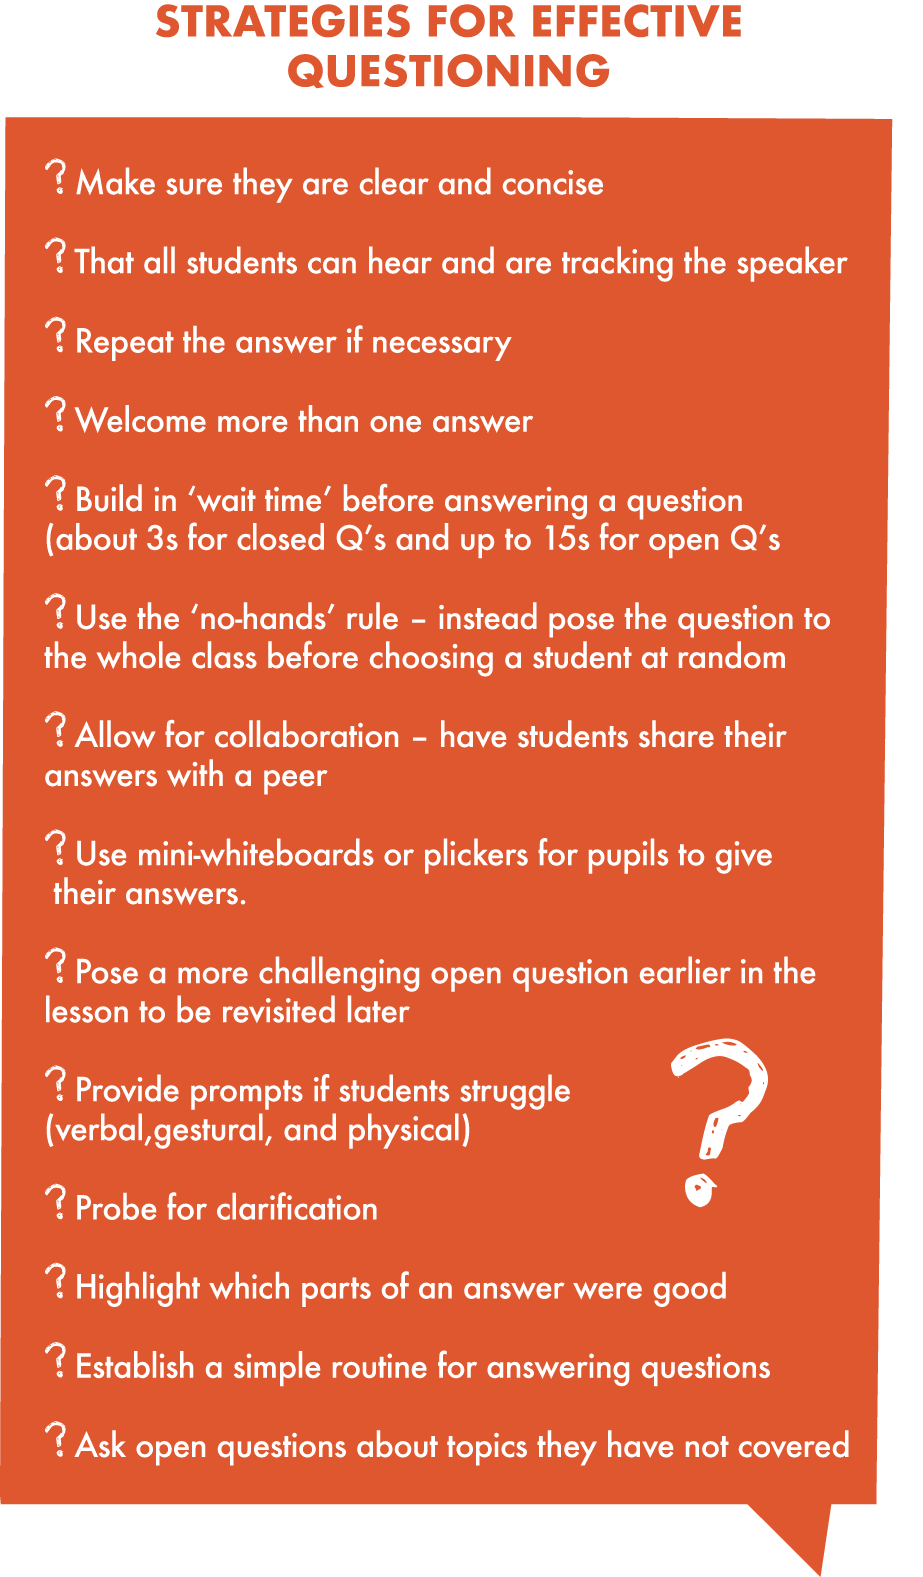 STRATEGIES FOR EFFECTIVE
QUESTIONING
? Make sure they are clear and concise
? That all students can hear and are tracking the speaker
? Repeat the answer if necessary
? Welcome more than one answer
? Build in ‘wait time’ before answering a question
(about 3s for closed Q’s and up to 15s for open Q’s
? Use the ‘no-hands’ rule – instead pose the question to
the whole class before choosing a student at random
? Allow for collaboration – have students share their
answers with a peer
? Use mini-whiteboards or plickers for pupils to give
their answers.
? Pose a more challenging open question earlier in the
lesson to be revisited later
? Provide prompts if students struggle
(verbal,gestural, and physical)
?
? Probe for clarification
? Highlight which parts of an answer were good
? Establish a simple routine for answering questions
? Ask open questions about topics they have not covered